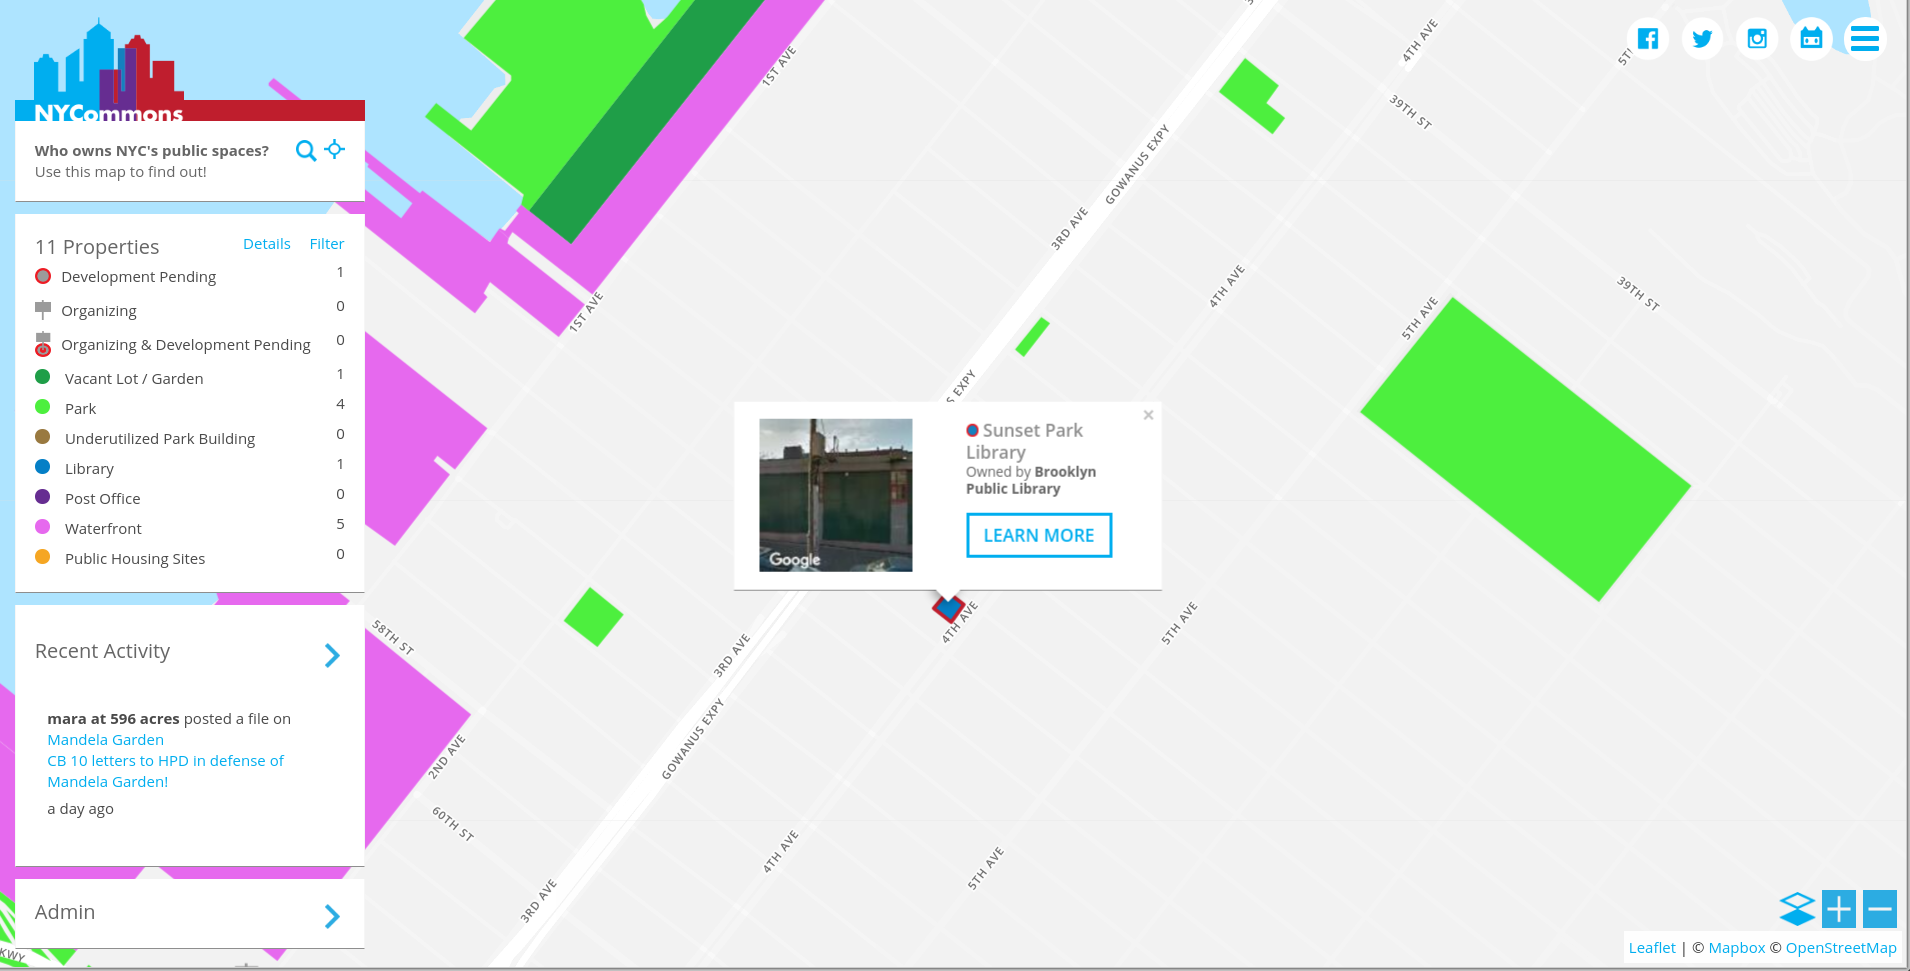 NYCommons
Who owns NYC's public spaces?
Use this map to find out!
11 Properties
Details
Filter
Development Pending 1
Organizing 0
Organizing & Development Pending 0
Vacant Lot / Garden 1
Park 4
Underutilized Park Building 0
Library 1
Post Office 0
Waterfront 5
Public Housing Sites 0
Recent Activity
mara at 596 acres posted a file on
Mandela Garden
CB 10 letters to HPD in defense of
Mandela Garden!
a day ago
Admin
KWY
1ST AVE
1ST AVE
58TH ST
2ND AVE
60TH ST
3RD AVE
GOWANUS EXPY
3RD AVE
GOWANUS EXPY
3RD AVE
S EXPY
4TH AVE
39TH ST
5T
4TH AVE
5TH AVE
39TH ST
4TH AVE
5TH AVE
4TH AVE
5TH AVE
×
Sunset Park
Library
Owned by Brooklyn
Public Library
LEARN MORE
Google
Leaflet | © Mapbox © OpenStreetMap